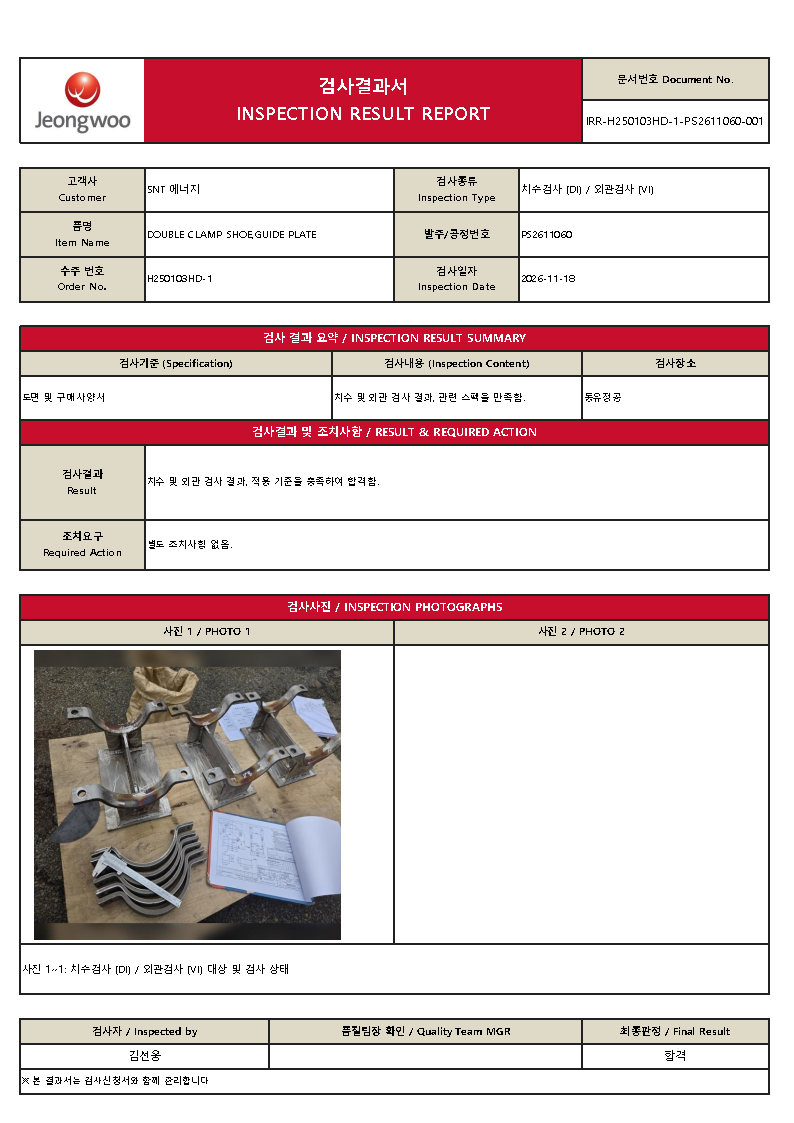 Jeongwoo
검사결과서
INSPECTION RESULT REPORT
문서번호 Document No.
IRR-H250103HD-1-PS2611060-001
고객사
Customer
SNT 에너지
검사종류
Inspection Type
치수검사 (DI) / 외관검사 (VI)
품명
Item Name
DOUBLE CLAMP SHOE,GUIDE PLATE
발주/공정번호
PS2611060
수주 번호
Order No.
H250103HD-1
검사일자
Inspection Date
2026-11-18
검사 결과 요약 / INSPECTION RESULT SUMMARY
검사기준 (Specification)
검사내용 (Inspection Content)
검사장소
도면 및 구매사양서
치수 및 외관 검사 결과, 관련 스펙을 만족함.
동유정공
검사결과 및 조치사항 / RESULT & REQUIRED ACTION
검사결과
Result
치수 및 외관 검사 결과, 적용 기준을 충족하여 합격함.
조치요구
Required Action
별도 조치사항 없음.
검사사진 / INSPECTION PHOTOGRAPHS
사진 1 / PHOTO 1
사진 2 / PHOTO 2
사진 1~1: 치수검사 (DI) / 외관검사 (VI) 대상 및 검사 상태
검사자 / Inspected by
품질팀장 확인 / Quality Team MGR
최종판정 / Final Result
김선웅
합격
※ 본 결과서는 검사신청서와 함께 관리합니다